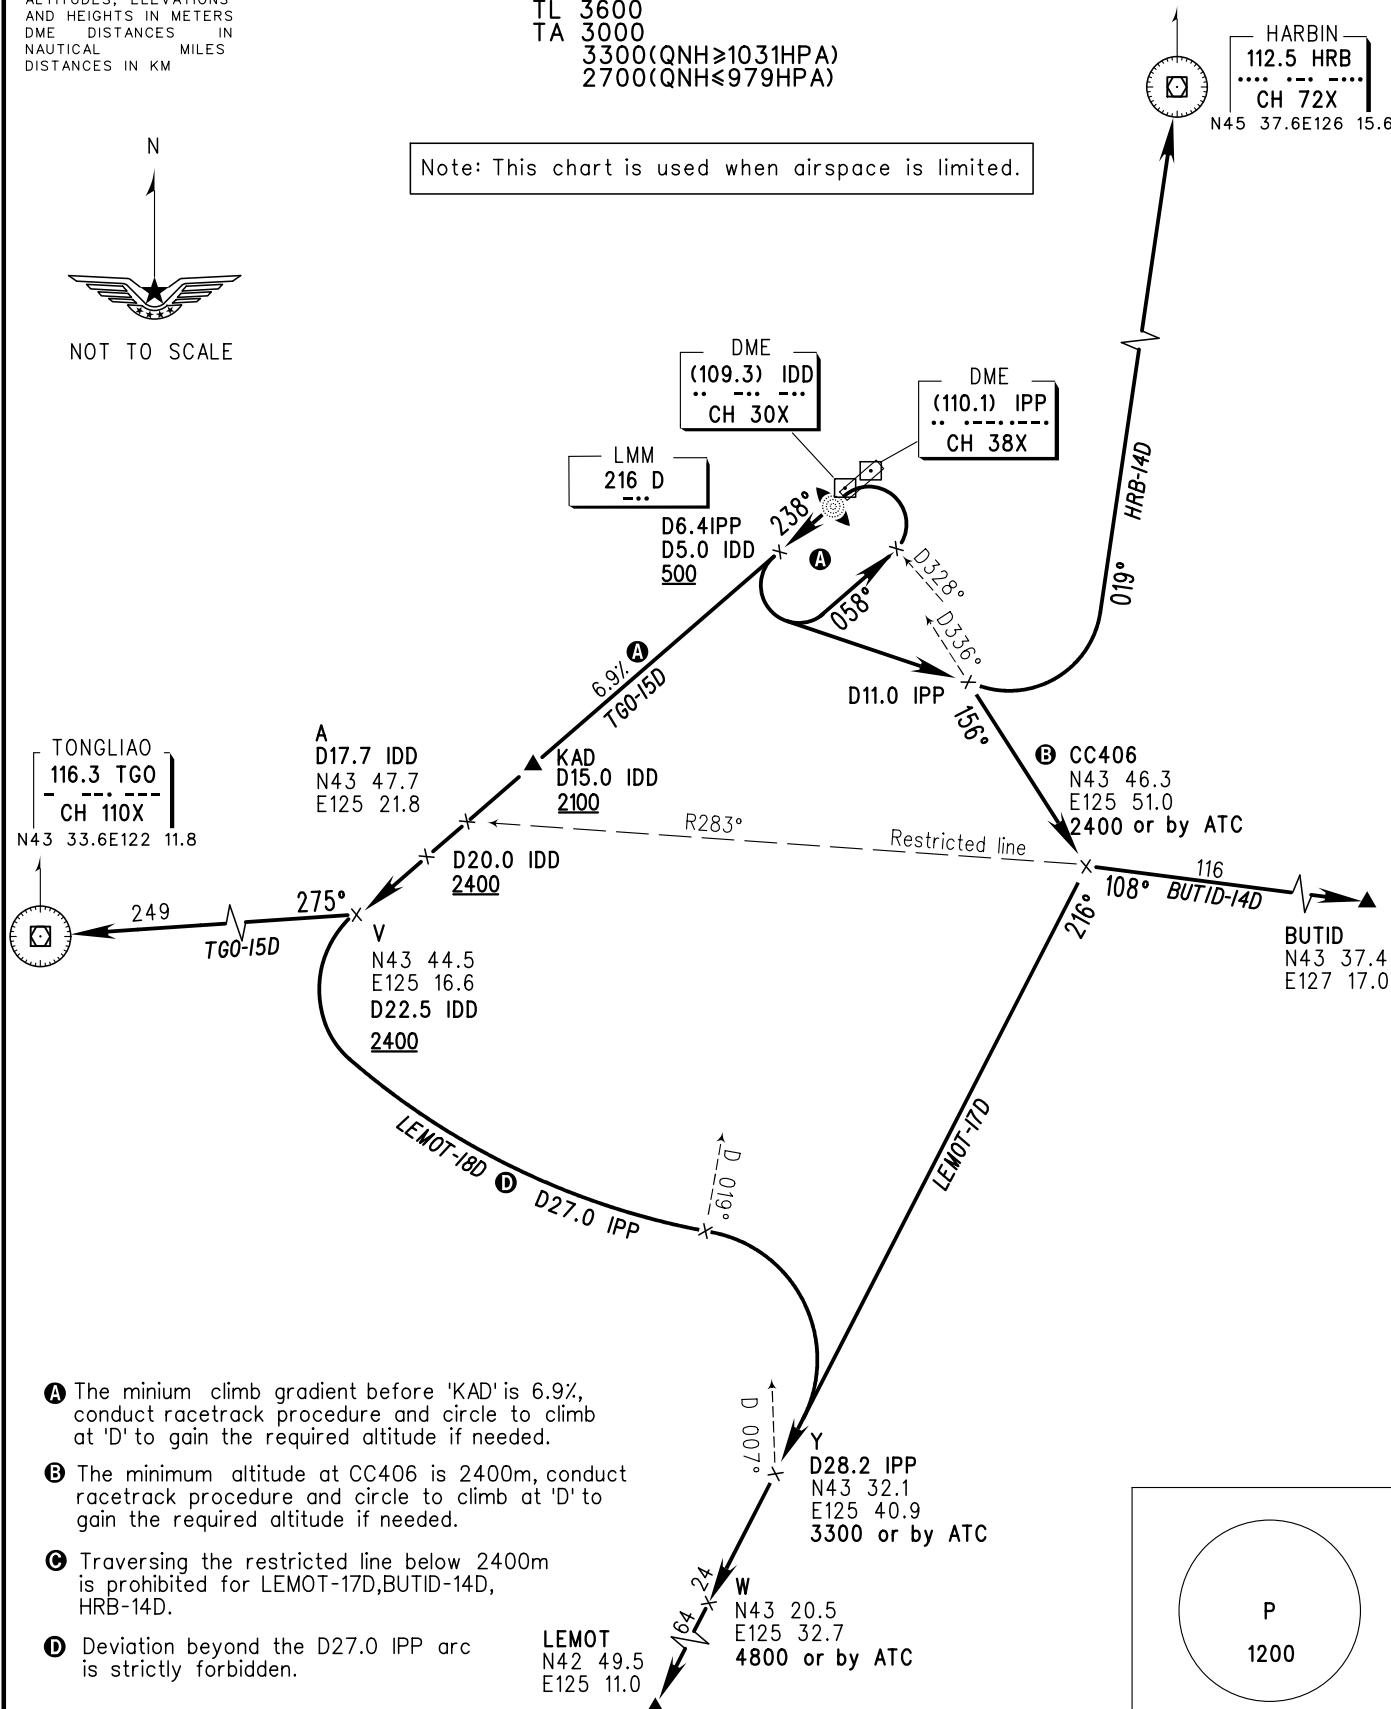 ALTITUDES, ELEVATIONS
AND HEIGHTS IN METERS
DME DISTANCES IN
NAUTICAL MILES
DISTANCES IN KM
TL 3600
TA 3000
3300(QNH≥1031HPA)
2700(QNH≤979HPA)
HARBIN
112.5 HRB
CH 72X
N45 37.6E126 15.6
N
Note: This chart is used when airspace is limited.
NOT TO SCALE
DME
(109.3) IDD
CH 30X
DME
(110.1) IPP
CH 38X
LMM
216 D
D6.4IPP
D5.0 IDD
500
238°
A
058°
D328°
D336°
HRB-14D
019°
D11.0 IPP
156°
6.9%
A
TGO-15D
A
D17.7 IDD
N43 47.7
E125 21.8
KAD
D15.0 IDD
2100
B CC406
N43 46.3
E125 51.0
2400 or by ATC
TONGLIAO
116.3 TGO
CH 110X
N43 33.6E122 11.8
R283°
Restricted line
D20.0 IDD
2400
249
275°
TGO-15D
116
108°
BUTID-14D
216°
BUTID
N43 37.4
E127 17.0
V
N43 44.5
E125 16.6
D22.5 IDD
2400
LEMOT-18D
D
D27.0 IPP
D 019°
LEMOT-17D
D 007°
Y
D28.2 IPP
N43 32.1
E125 40.9
3300 or by ATC
24
W
N43 20.5
E125 32.7
4800 or by ATC
64
LEMOT
N42 49.5
E125 11.0
A The minium climb gradient before 'KAD' is 6.9%,
conduct racetrack procedure and circle to climb
at 'D' to gain the required altitude if needed.
B The minimum altitude at CC406 is 2400m, conduct
racetrack procedure and circle to climb at 'D' to
gain the required altitude if needed.
C Traversing the restricted line below 2400m
is prohibited for LEMOT-17D,BUTID-14D,
HRB-14D.
D Deviation beyond the D27.0 IPP arc
is strictly forbidden.
P
1200